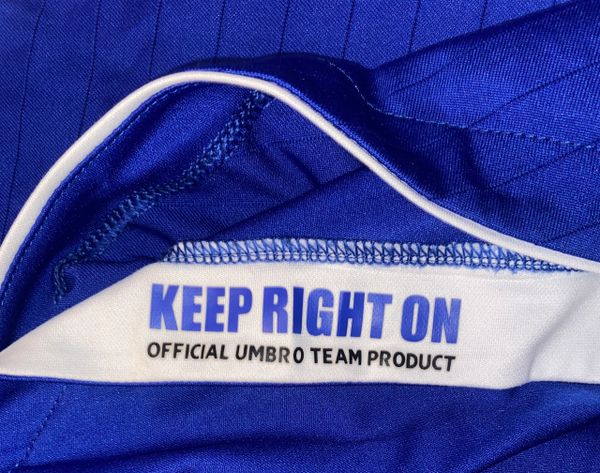 KEEP RIGHT ON
OFFICIAL UMBRO TEAM PRODUCT